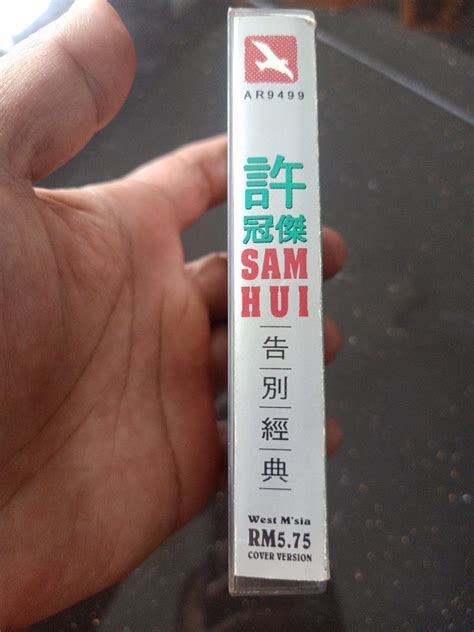 AR9499
許
冠傑
SAM
HUI
告
別
經
典
West M'sia
RM5.75
COVER VERSION